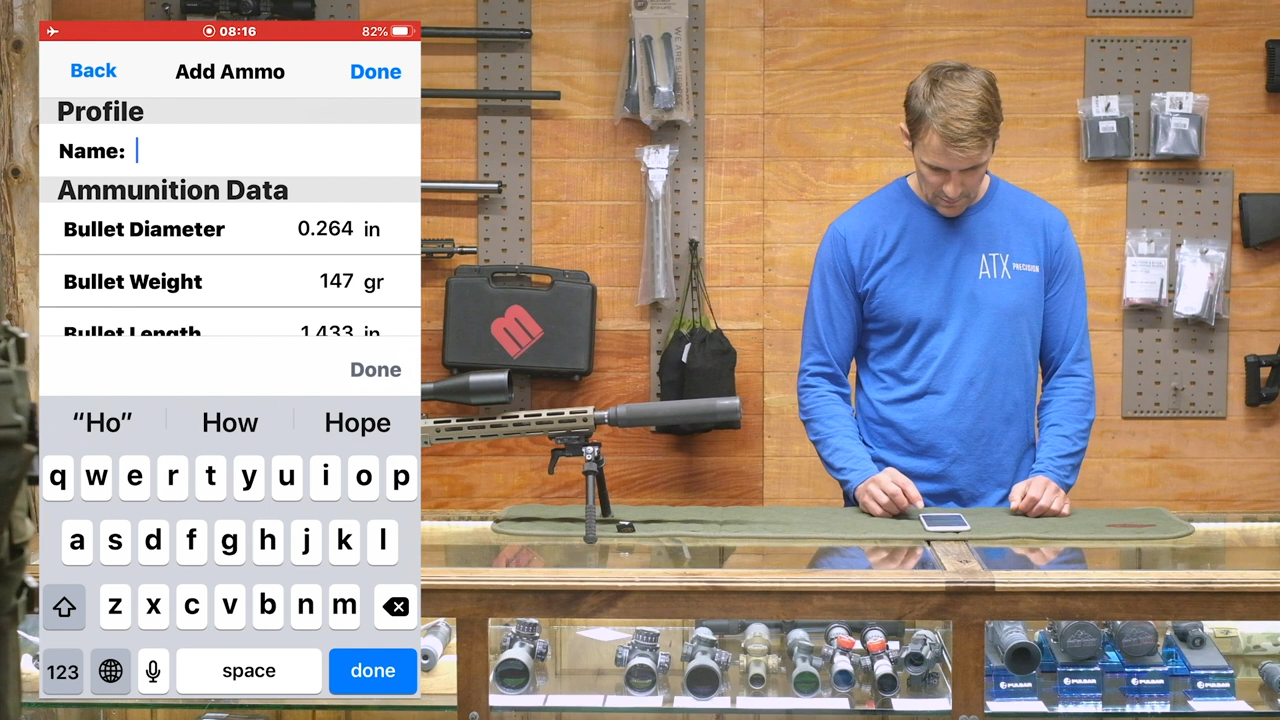 08:16
82%
Back
Add Ammo
Done
Profile
Name:
Ammunition Data
Bullet Diameter 0.264 in
Bullet Weight 147 gr
Bullet Length 1.433 in
Done
“Ho” How Hope
q w e r t y u i o p
a s d f g h j k l
z x c v b n m
123 space done
WE ARE
ATX PRECISION
PULSAR
PULSAR
PULSAR